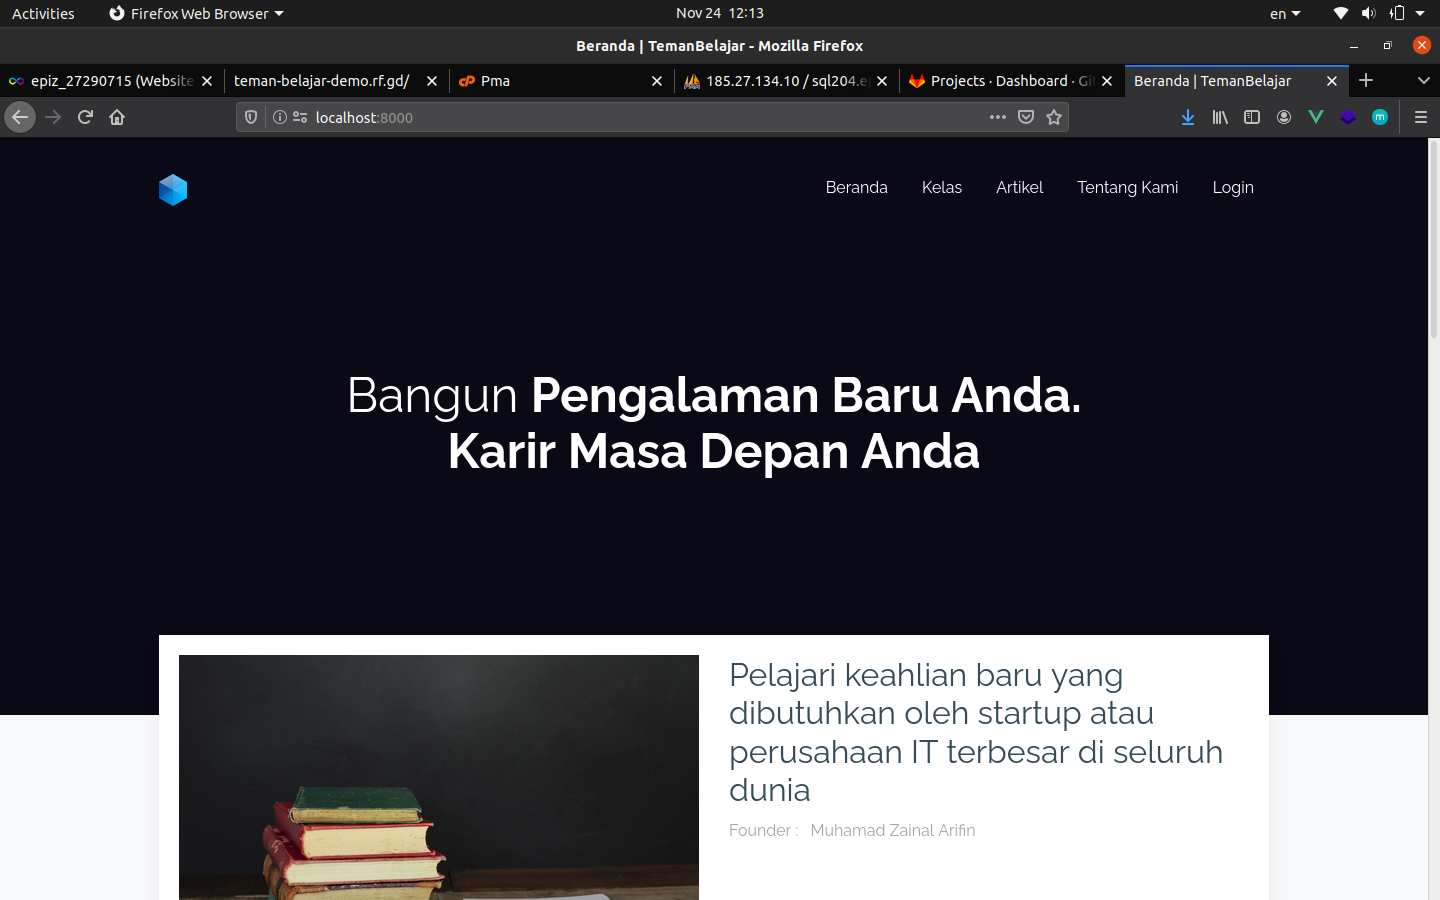 Activities
Firefox Web Browser
Nov 24 12:13
en
Beranda | TemanBelajar - Mozilla Firefox
epiz_27290715 (Website
teman-belajar-demo.rf.gd/
Pma
185.27.134.10 / sql204.e
Projects · Dashboard · Git
Beranda | TemanBelajar
localhost:8000
m
Beranda
Kelas
Artikel
Tentang Kami
Login
Bangun Pengalaman Baru Anda.
Karir Masa Depan Anda
Pelajari keahlian baru yang
dibutuhkan oleh startup atau
perusahaan IT terbesar di seluruh
dunia
Founder : Muhamad Zainal Arifin